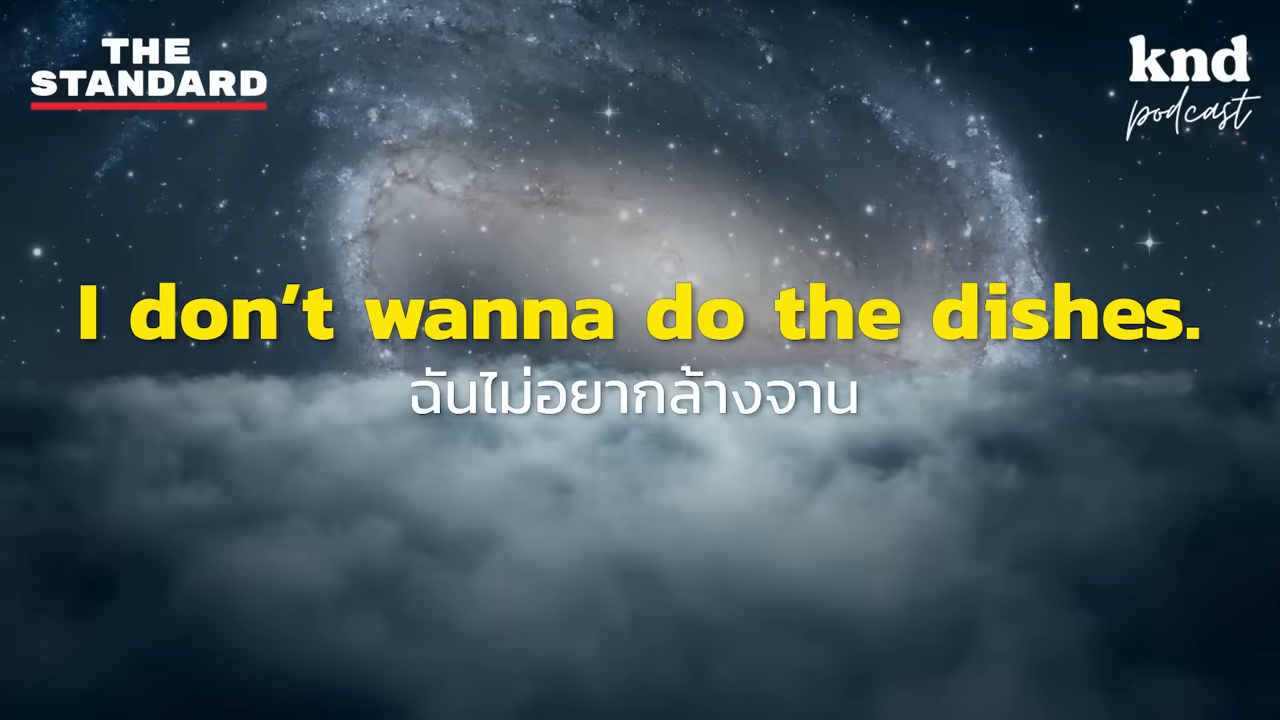 THE
STANDARD
knd
podcast
I don’t wanna do the dishes.
ฉันไม่อยากล้างจาน